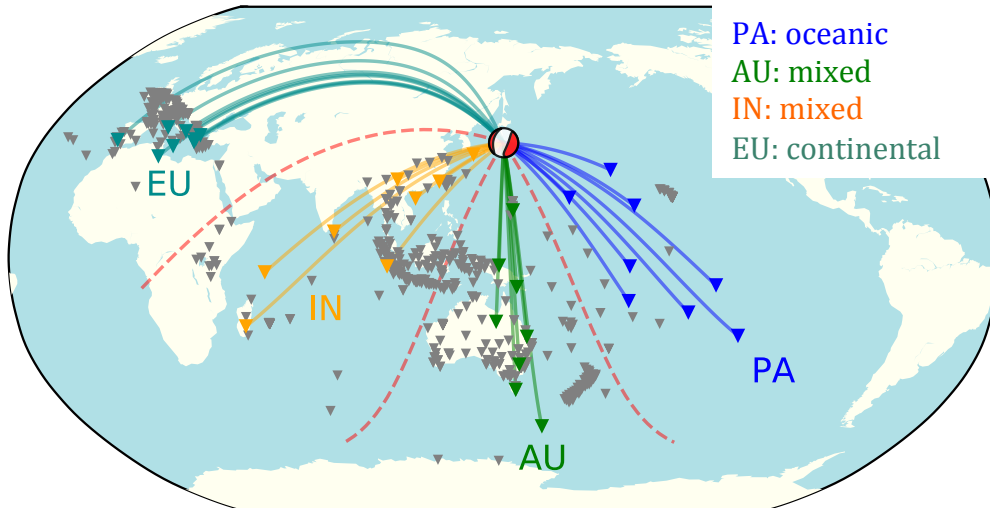 PA: oceanic
AU: mixed
IN: mixed
EU: continental
EU
IN
PA
AU